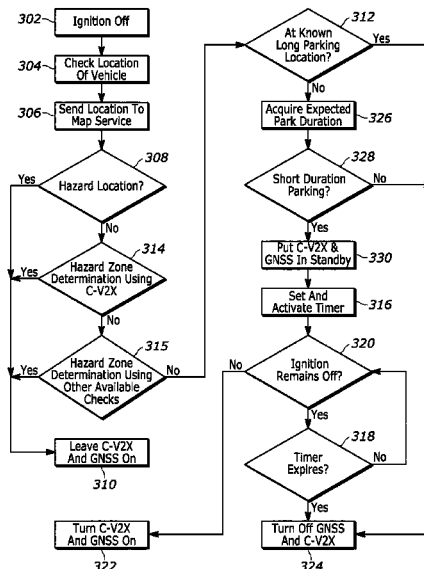 302
Ignition Off
304
Check Location
Of Vehicle
306
Send Location To
Map Service
308
Hazard Location?
Yes
No
314
Hazard Zone
Determination Using
C-V2X
Yes
No
315
Hazard Zone
Determination Using
Other Available
Checks
Yes
No
Leave C-V2X
And GNSS On
310
Turn C-V2X
And GNSS On
322
312
At Known
Long Parking
Location?
Yes
No
Acquire Expected
Park Duration
326
328
Short Duration
Parking?
No
Yes
Put C-V2X &
GNSS In Standby
330
Set And
Activate Timer
316
320
Ignition
Remains Off?
No
Yes
318
Timer
Expires?
No
Yes
Turn Off GNSS
And C-V2X
324